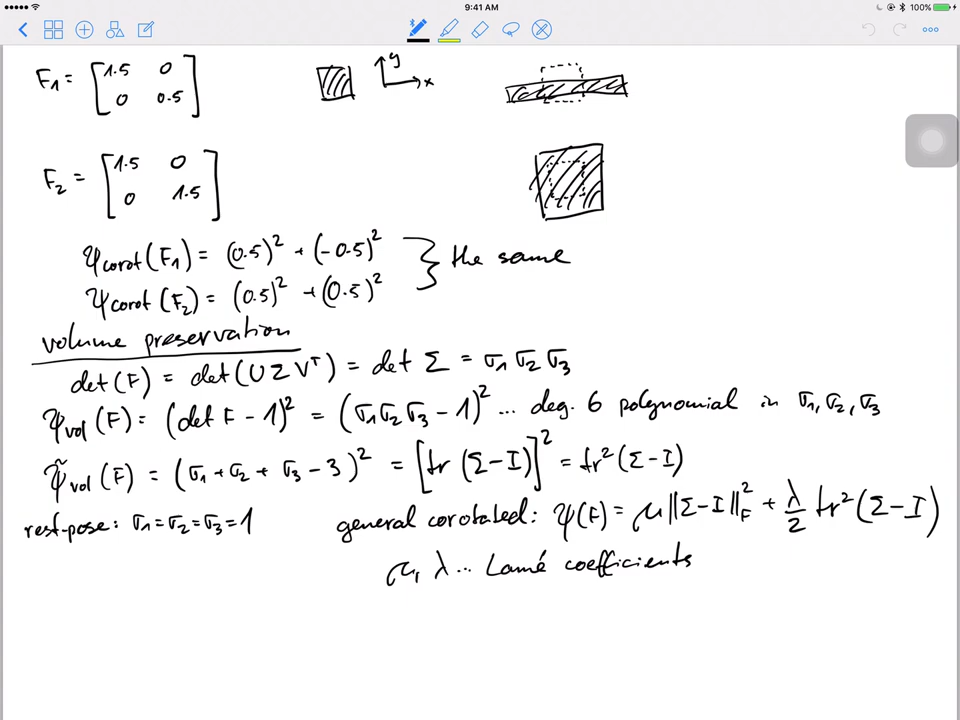 9:41 AM
100%
F₁ = [1.5 0
0 0.5]
y
x
F₂ = [1.5 0
0 1.5]
ψcorot(F₁) = (0.5)² + (-0.5)²
} the same
ψcorot(F₂) = (0.5)² + (0.5)²
volume preservation
det(F) = det(UΣVᵀ) = det Σ = σ₁ σ₂ σ₃
ψvol(F) = (det F - 1)² = (σ₁σ₂σ₃ - 1)² ... deg. 6 polynomial in σ₁, σ₂, σ₃
ψ̃vol(F) = (σ₁ + σ₂ + σ₃ - 3)² = [tr (Σ-I)]² = tr²(Σ-I)
rest-pose: σ₁=σ₂=σ₃=1 general corotated: ψ(F) = μ‖Σ-I‖²_F + λ/2 tr²(Σ-I)
μ, λ ... Lamé coefficients